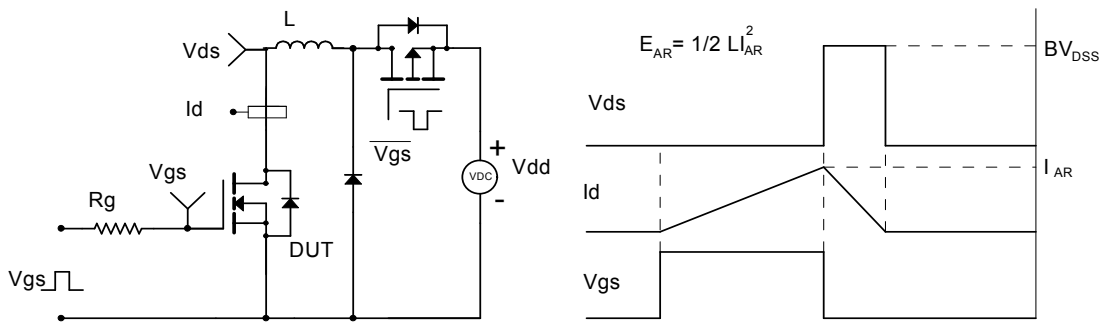 L
Vds
Id
Vgs
Vgs
+
VDC
Vdd
-
Rg
DUT
Vgs
E_AR= 1/2 LI_AR^2
BV_DSS
Vds
I_AR
Id
Vgs